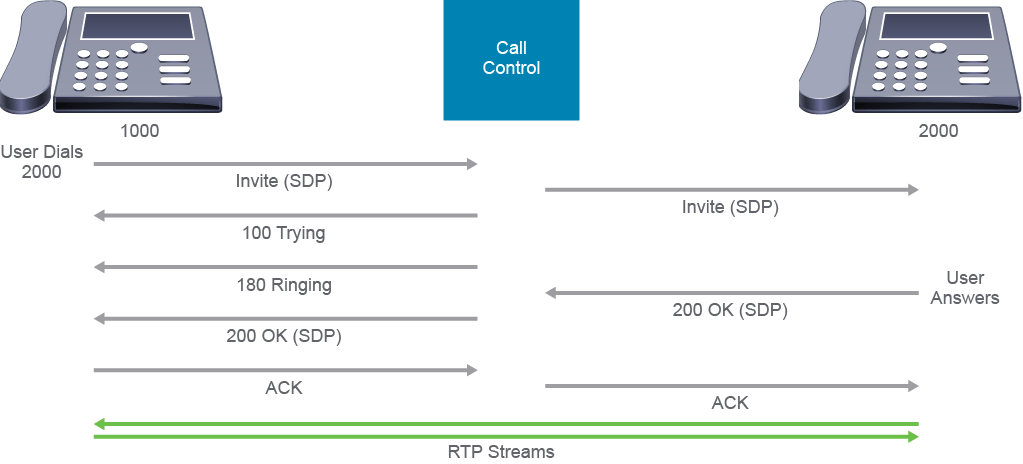 Call
Control
1000
2000
User Dials
2000
Invite (SDP)
Invite (SDP)
100 Trying
180 Ringing
User
Answers
200 OK (SDP)
200 OK (SDP)
ACK
ACK
RTP Streams